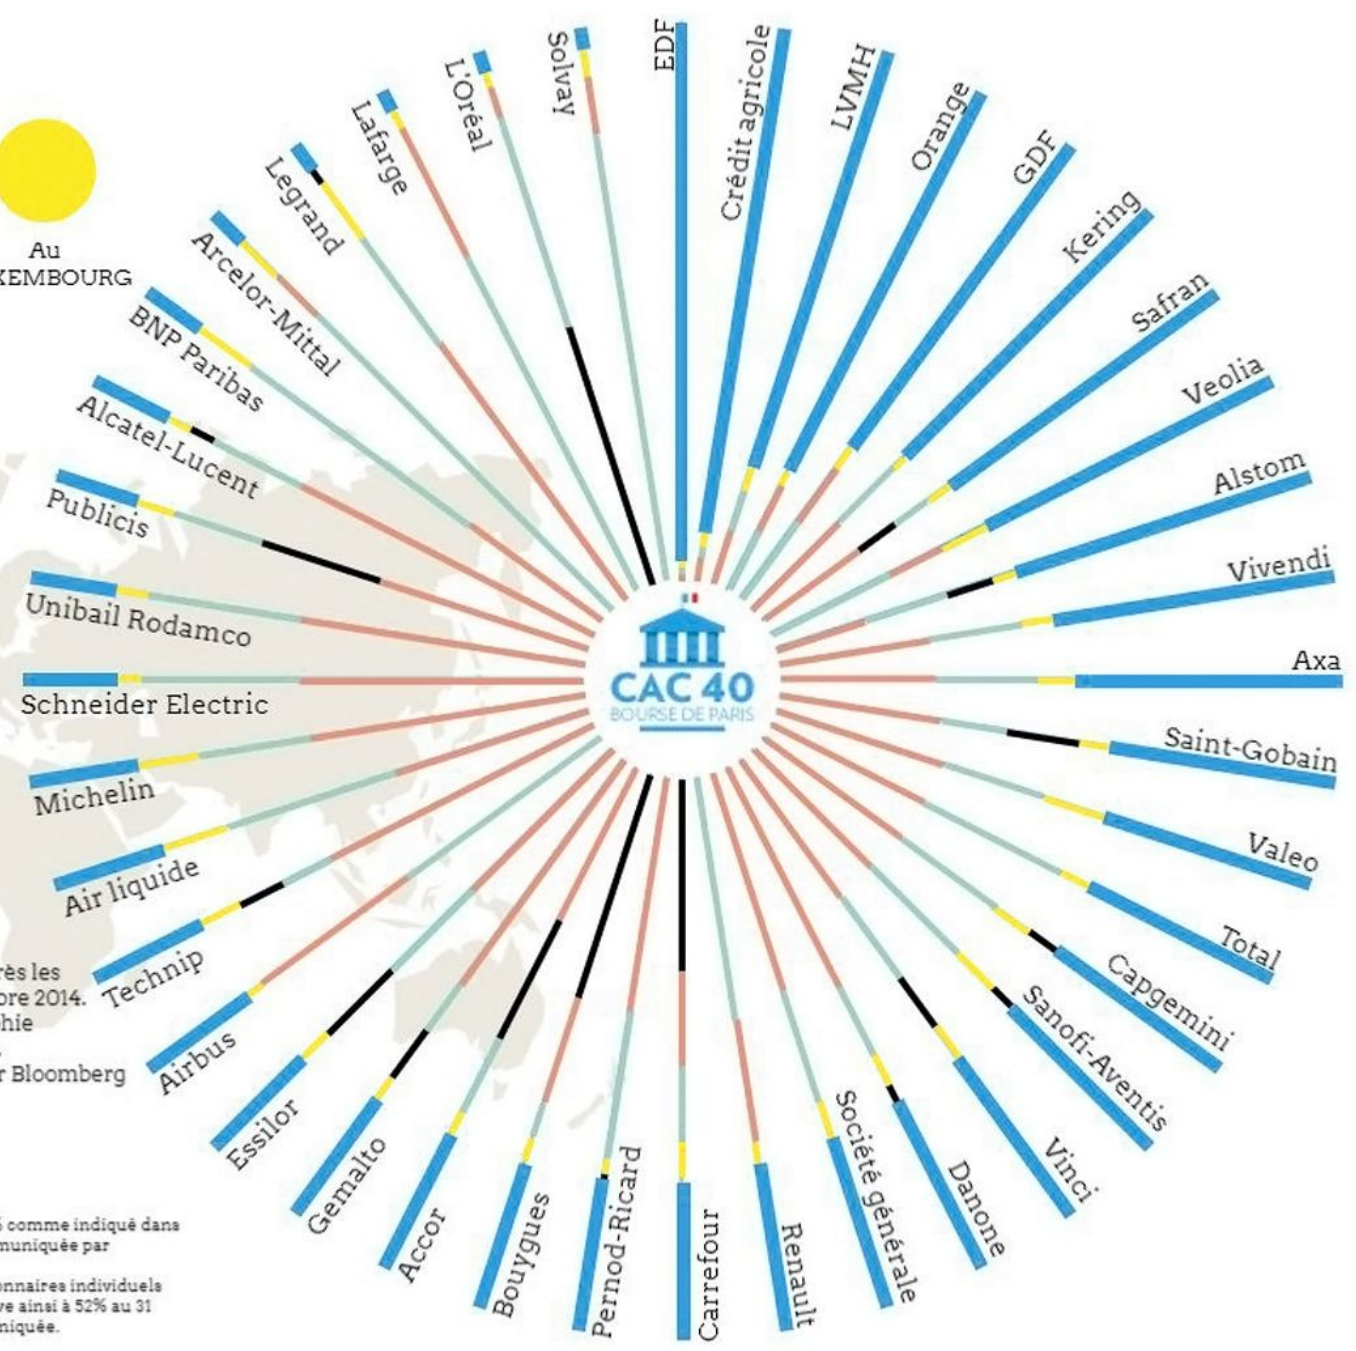 EDF
Crédit agricole
LVMH
Orange
GDF
Kering
Safran
Veolia
Alstom
Vivendi
Axa
Saint-Gobain
Valeo
Total
Capgemini
Sanofi-Aventis
Vinci
Danone
Société générale
Renault
Carrefour
Pernod-Ricard
Bouygues
Accor
Gemalto
Essilor
Airbus
Technip
Air liquide
Michelin
Schneider Electric
Unibail Rodamco
Publicis
Alcatel-Lucent
BNP Paribas
Arcelor-Mittal
Legrand
Lafarge
L'Oréal
Solvay
CAC 40
BOURSE DE PARIS
Au
XEMBOURG
rès les
bre 2014.
hie
r Bloomberg
% comme indiqué dans
muniquée par
onnaires individuels
ve ainsi à 52% au 31
niquée.